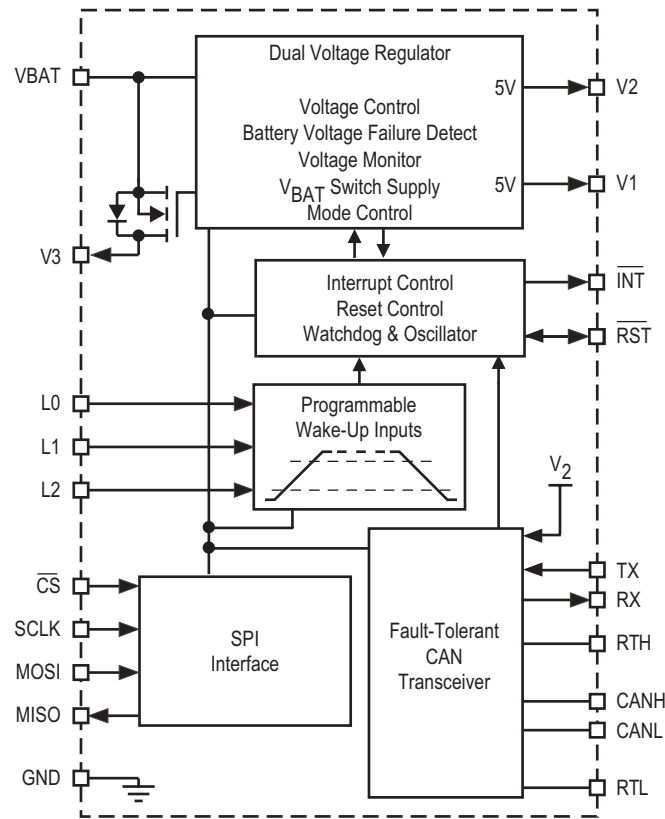 Dual Voltage Regulator
VBAT
5V
V2
Voltage Control
Battery Voltage Failure Detect
Voltage Monitor
VBAT Switch Supply
5V
V1
Mode Control
V3
Interrupt Control
Reset Control
Watchdog & Oscillator
INT
RST
L0
L1
L2
Programmable
Wake-Up Inputs
V2
CS
SCLK
MOSI
MISO
SPI
Interface
Fault-Tolerant
CAN
Transceiver
TX
RX
RTH
CANH
CANL
RTL
GND